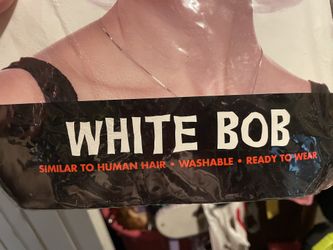 WHITE BOB
SIMILAR TO HUMAN HAIR • WASHABLE • READY TO WEAR